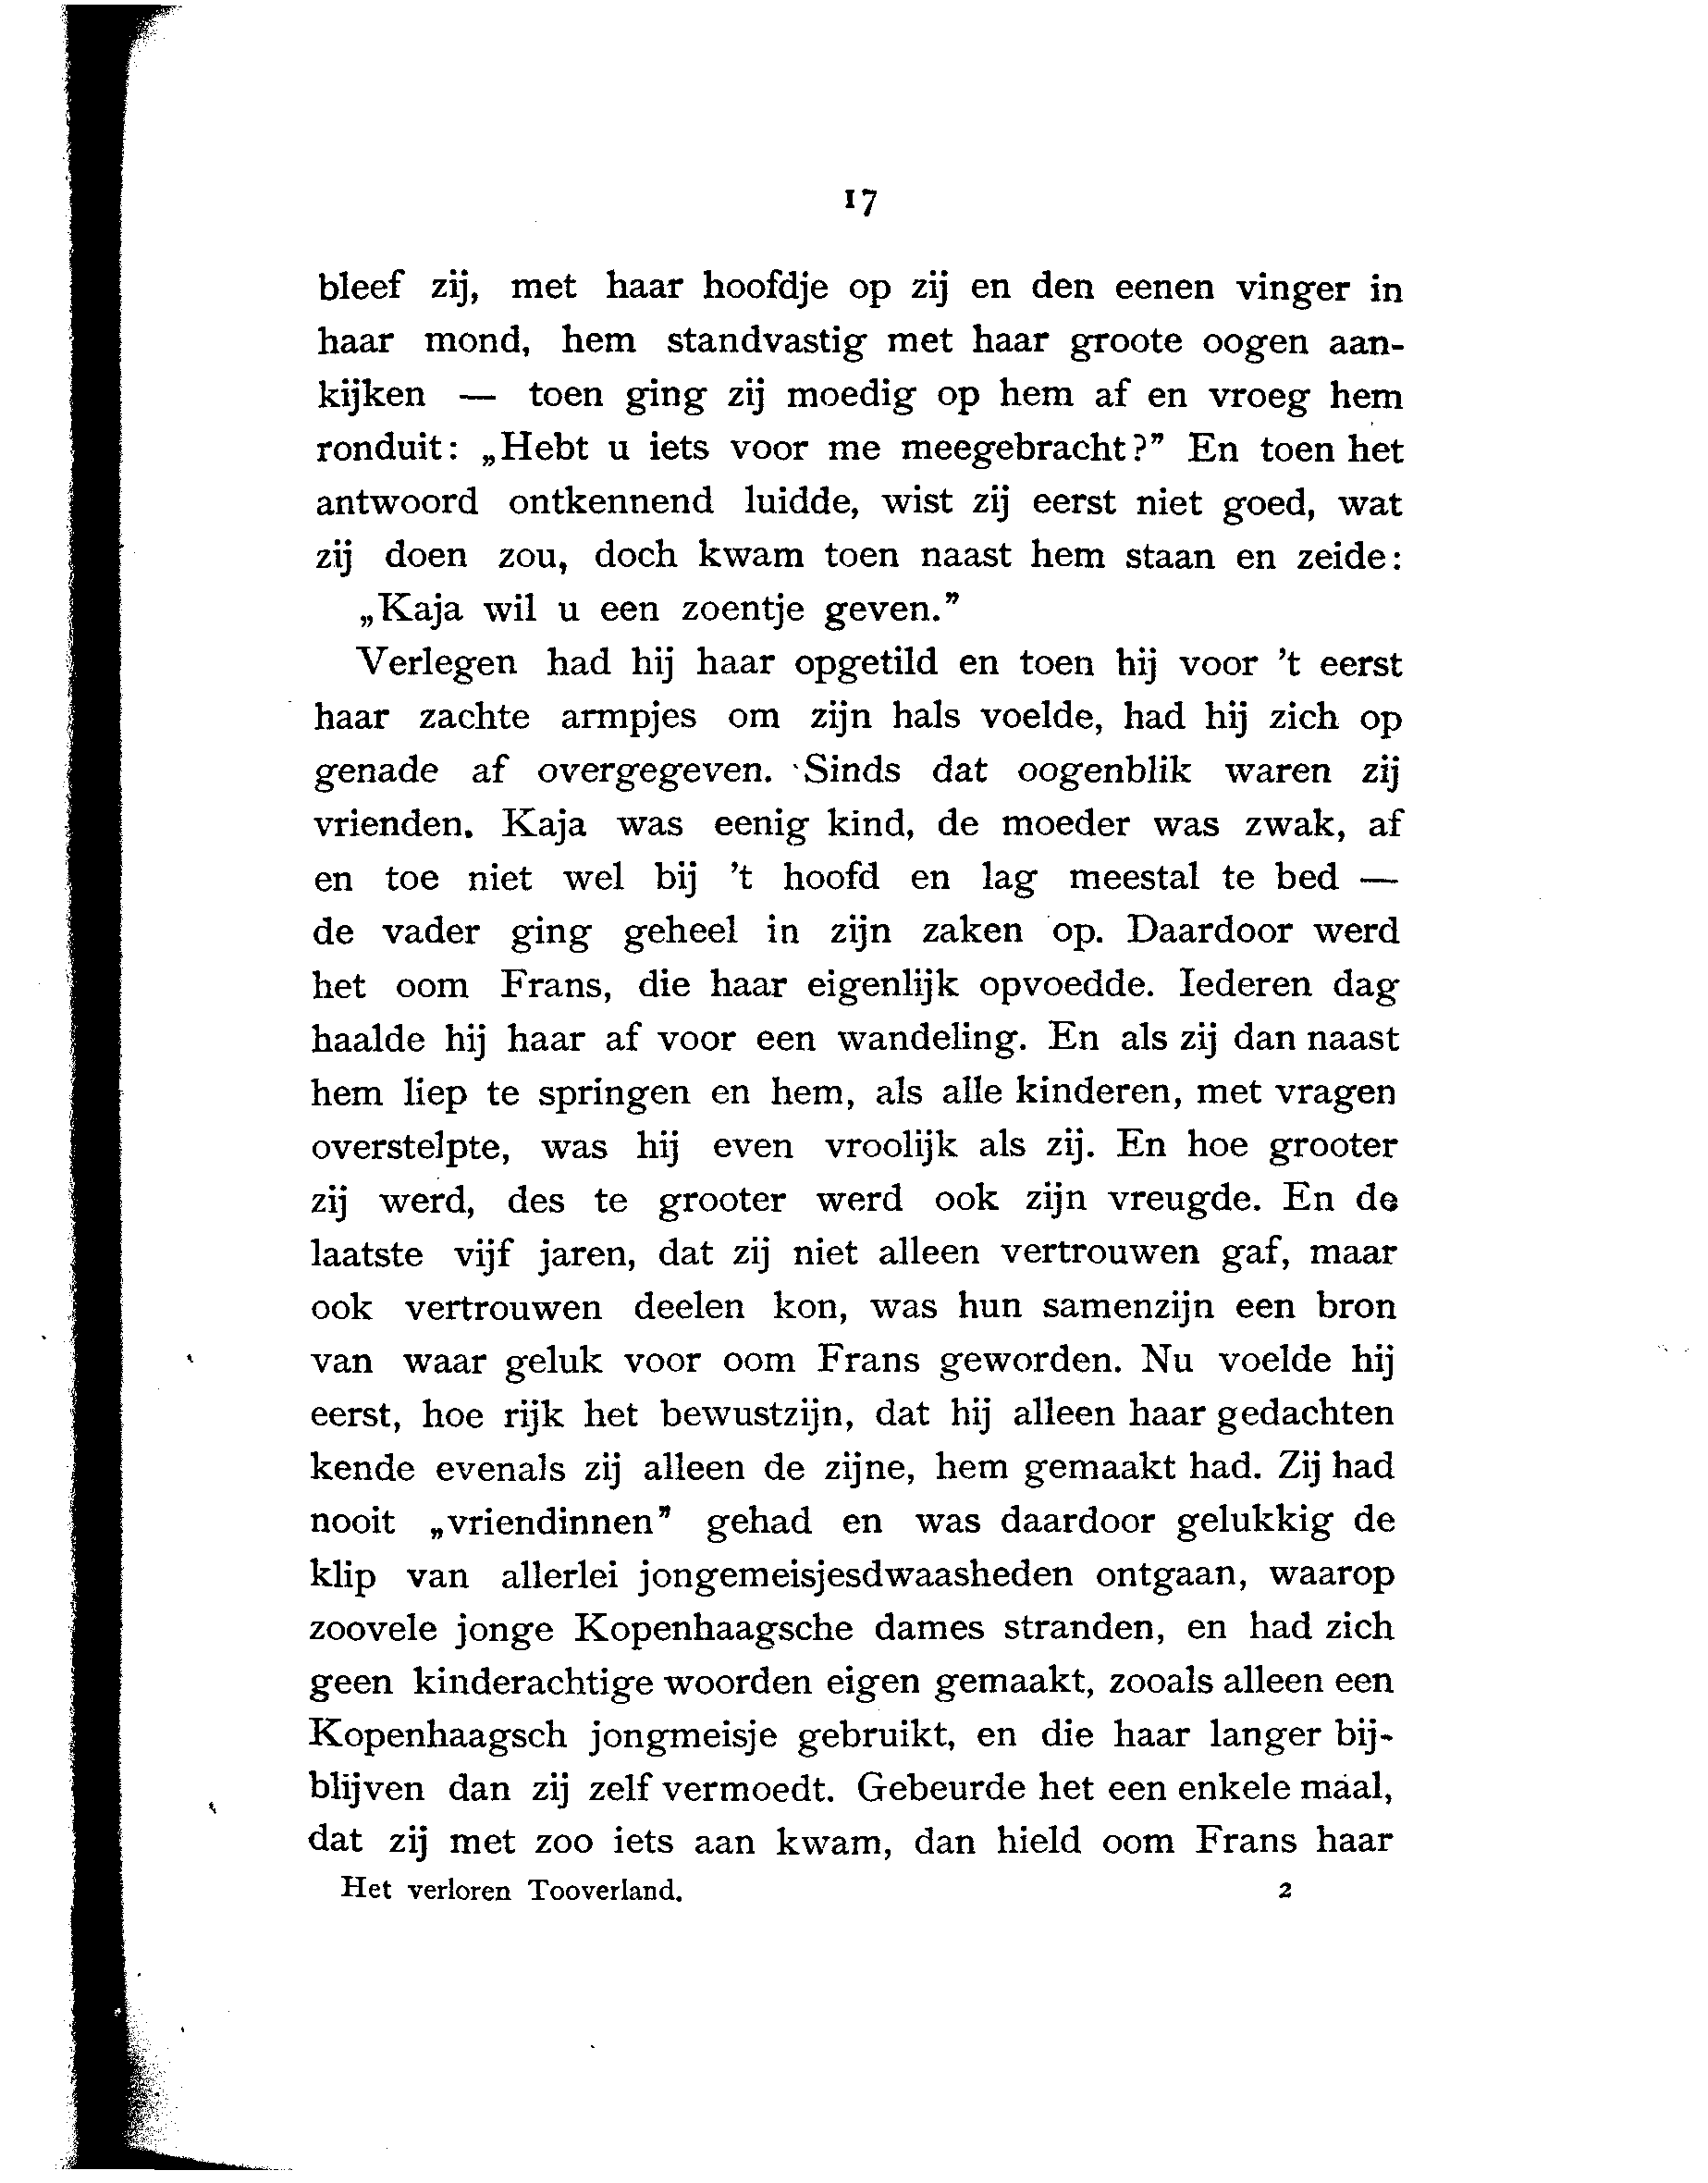 17
bleef zij, met haar hoofdje op zij en den eenen vinger in
haar mond, hem standvastig met haar groote oogen aan-
kijken — toen ging zij moedig op hem af en vroeg hem
ronduit: „Hebt u iets voor me meegebracht?” En toen het
antwoord ontkennend luidde, wist zij eerst niet goed, wat
zij doen zou, doch kwam toen naast hem staan en zeide:
„Kaja wil u een zoentje geven.”
Verlegen had hij haar opgetild en toen hij voor 't eerst
haar zachte armpjes om zijn hals voelde, had hij zich op
genade af overgegeven. Sinds dat oogenblik waren zij
vrienden. Kaja was eenig kind, de moeder was zwak, af
en toe niet wel bij 't hoofd en lag meestal te bed —
de vader ging geheel in zijn zaken op. Daardoor werd
het oom Frans, die haar eigenlijk opvoedde. Iederen dag
haalde hij haar af voor een wandeling. En als zij dan naast
hem liep te springen en hem, als alle kinderen, met vragen
overstelpte, was hij even vroolijk als zij. En hoe grooter
zij werd, des te grooter werd ook zijn vreugde. En de
laatste vijf jaren, dat zij niet alleen vertrouwen gaf, maar
ook vertrouwen deelen kon, was hun samenzijn een bron
van waar geluk voor oom Frans geworden. Nu voelde hij
eerst, hoe rijk het bewustzijn, dat hij alleen haar gedachten
kende evenals zij alleen de zijne, hem gemaakt had. Zij had
nooit „vriendinnen” gehad en was daardoor gelukkig de
klip van allerlei jongemeisjesdwaasheden ontgaan, waarop
zoovele jonge Kopenhaagsche dames stranden, en had zich
geen kinderachtige woorden eigen gemaakt, zooals alleen een
Kopenhaagsch jongmeisje gebruikt, en die haar langer bij-
blijven dan zij zelf vermoedt. Gebeurde het een enkele maal,
dat zij met zoo iets aan kwam, dan hield oom Frans haar
Het verloren Tooverland. 2